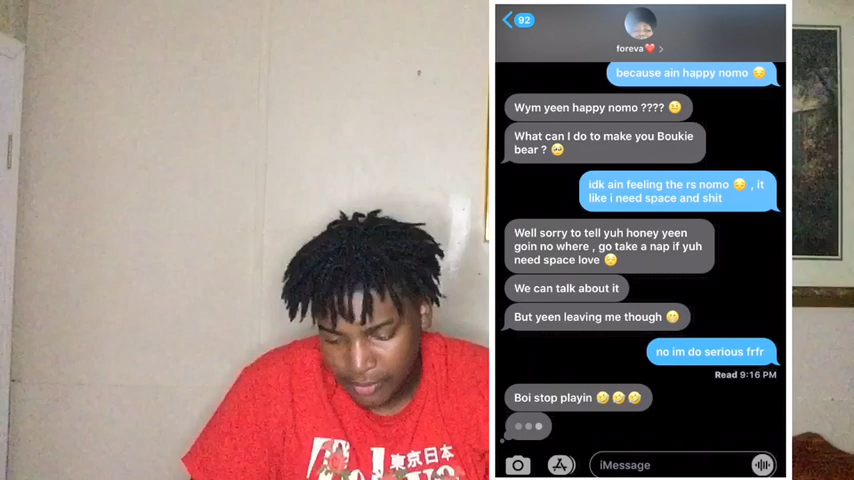 92
foreva❤️ >
because ain happy nomo 😔
Wym yeen happy nomo ???? 😐
What can I do to make you Boukie
bear ? 🥺
idk ain feeling the rs nomo 😔 , it
like i need space and shit
Well sorry to tell yuh honey yeen
goin no where , go take a nap if yuh
need space love 😔
We can talk about it
But yeen leaving me though 😁
no im do serious frfr
Read 9:16 PM
Boi stop playin 🤣🤣🤣
iMessage
東京日本